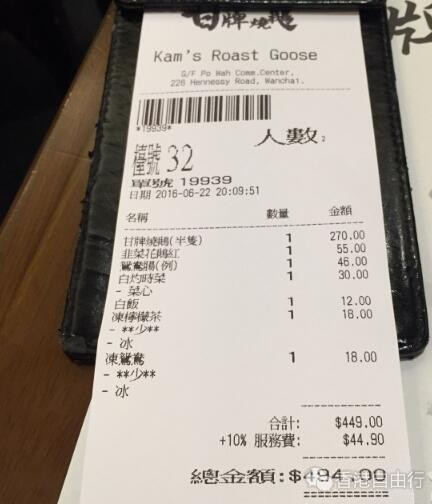 甘牌燒鵝
牌
Kam's Roast Goose
G/F Po Wah Comm.Center,
226 Hennessy Road, Wanchai.
*19939*
人數2
檯號 32
單號 19939
日期 2016-06-22 20:09:51
名稱 數量 金額
甘牌燒鵝(半隻) 1 270.00
韭菜花鵝紅 1 55.00
鴛鴦腸(例) 1 46.00
白灼時菜 1 30.00
- 菜心
白飯 1 12.00
凍檸檬茶 1 18.00
- **少**
- 冰
凍鴛鴦 1 18.00
- **少**
- 冰
合計: $449.00
+10% 服務費: $44.90
總金額: $494.00
香港自由行